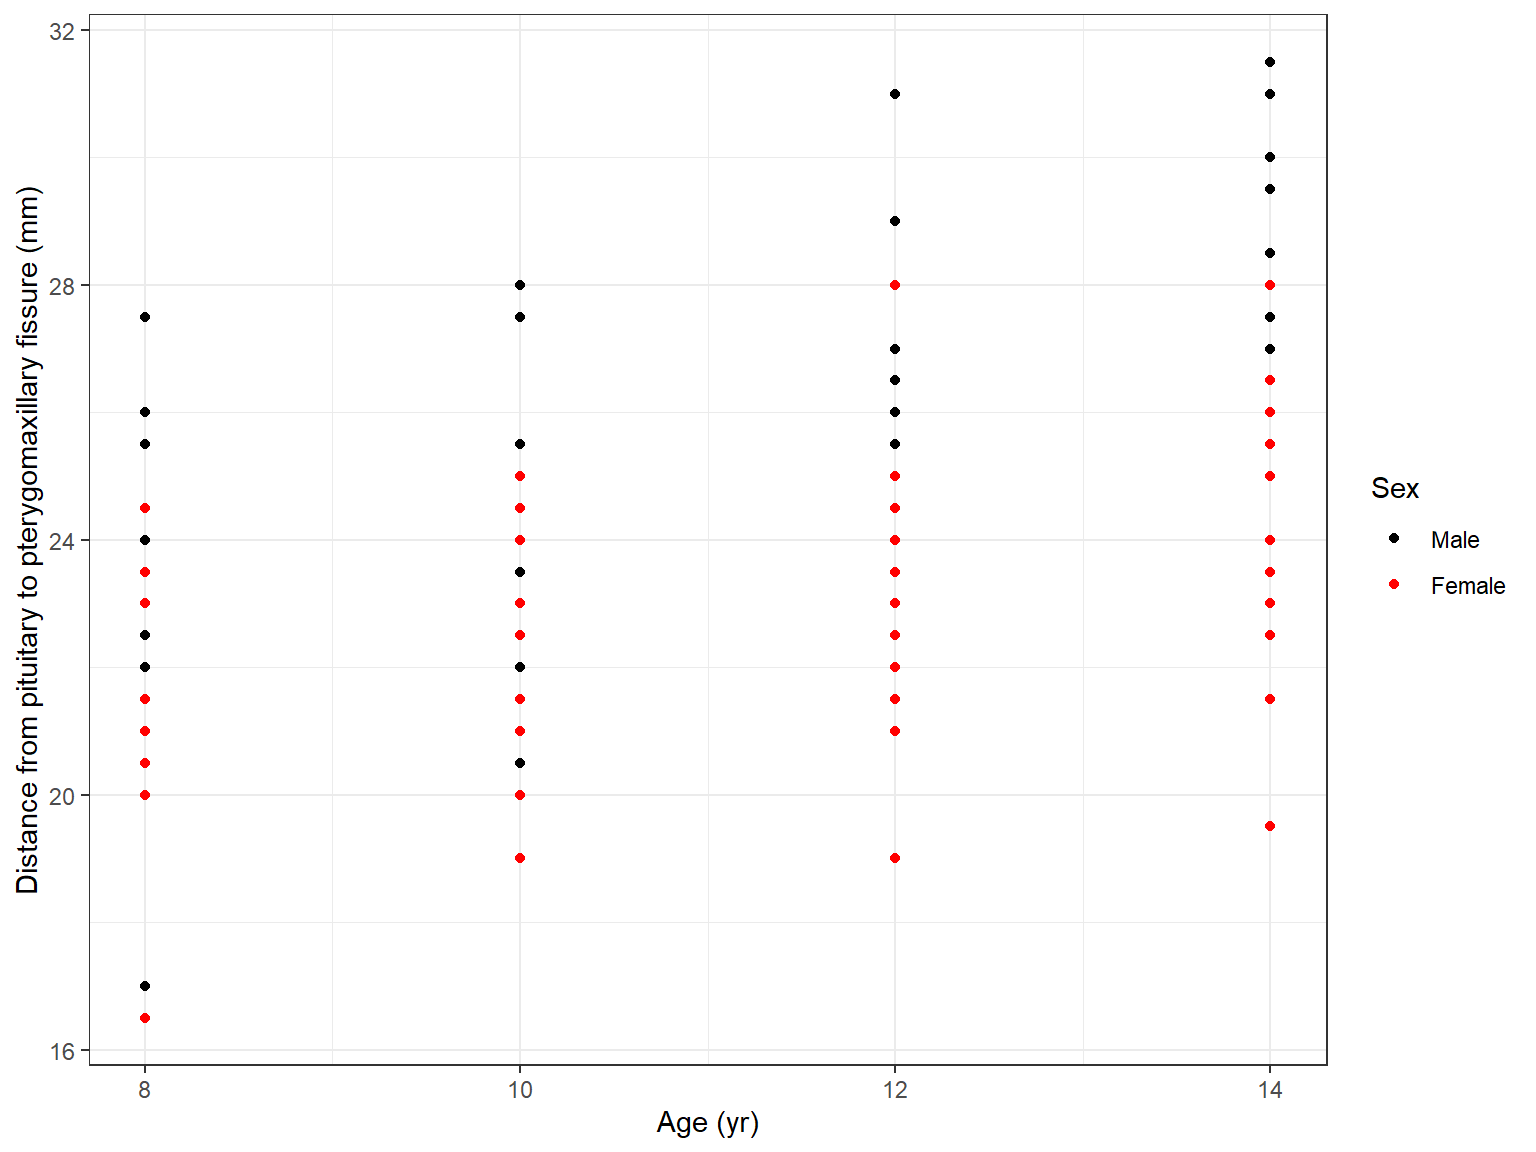 Distance from pituitary to pterygomaxillary fissure (mm)
32
28
24
20
16
8
10
12
14
Age (yr)
Sex
Male
Female